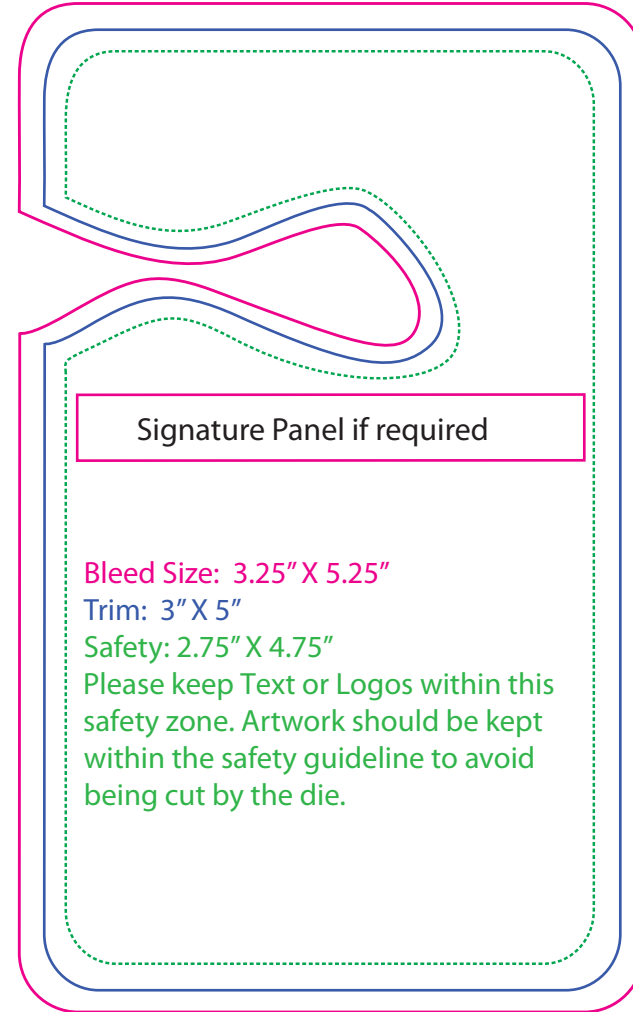 Signature Panel if required
Bleed Size:  3.25” X 5.25”
Trim:  3” X 5”
Safety: 2.75” X 4.75”
Please keep Text or Logos within this
safety zone. Artwork should be kept
within the safety guideline to avoid
being cut by the die.